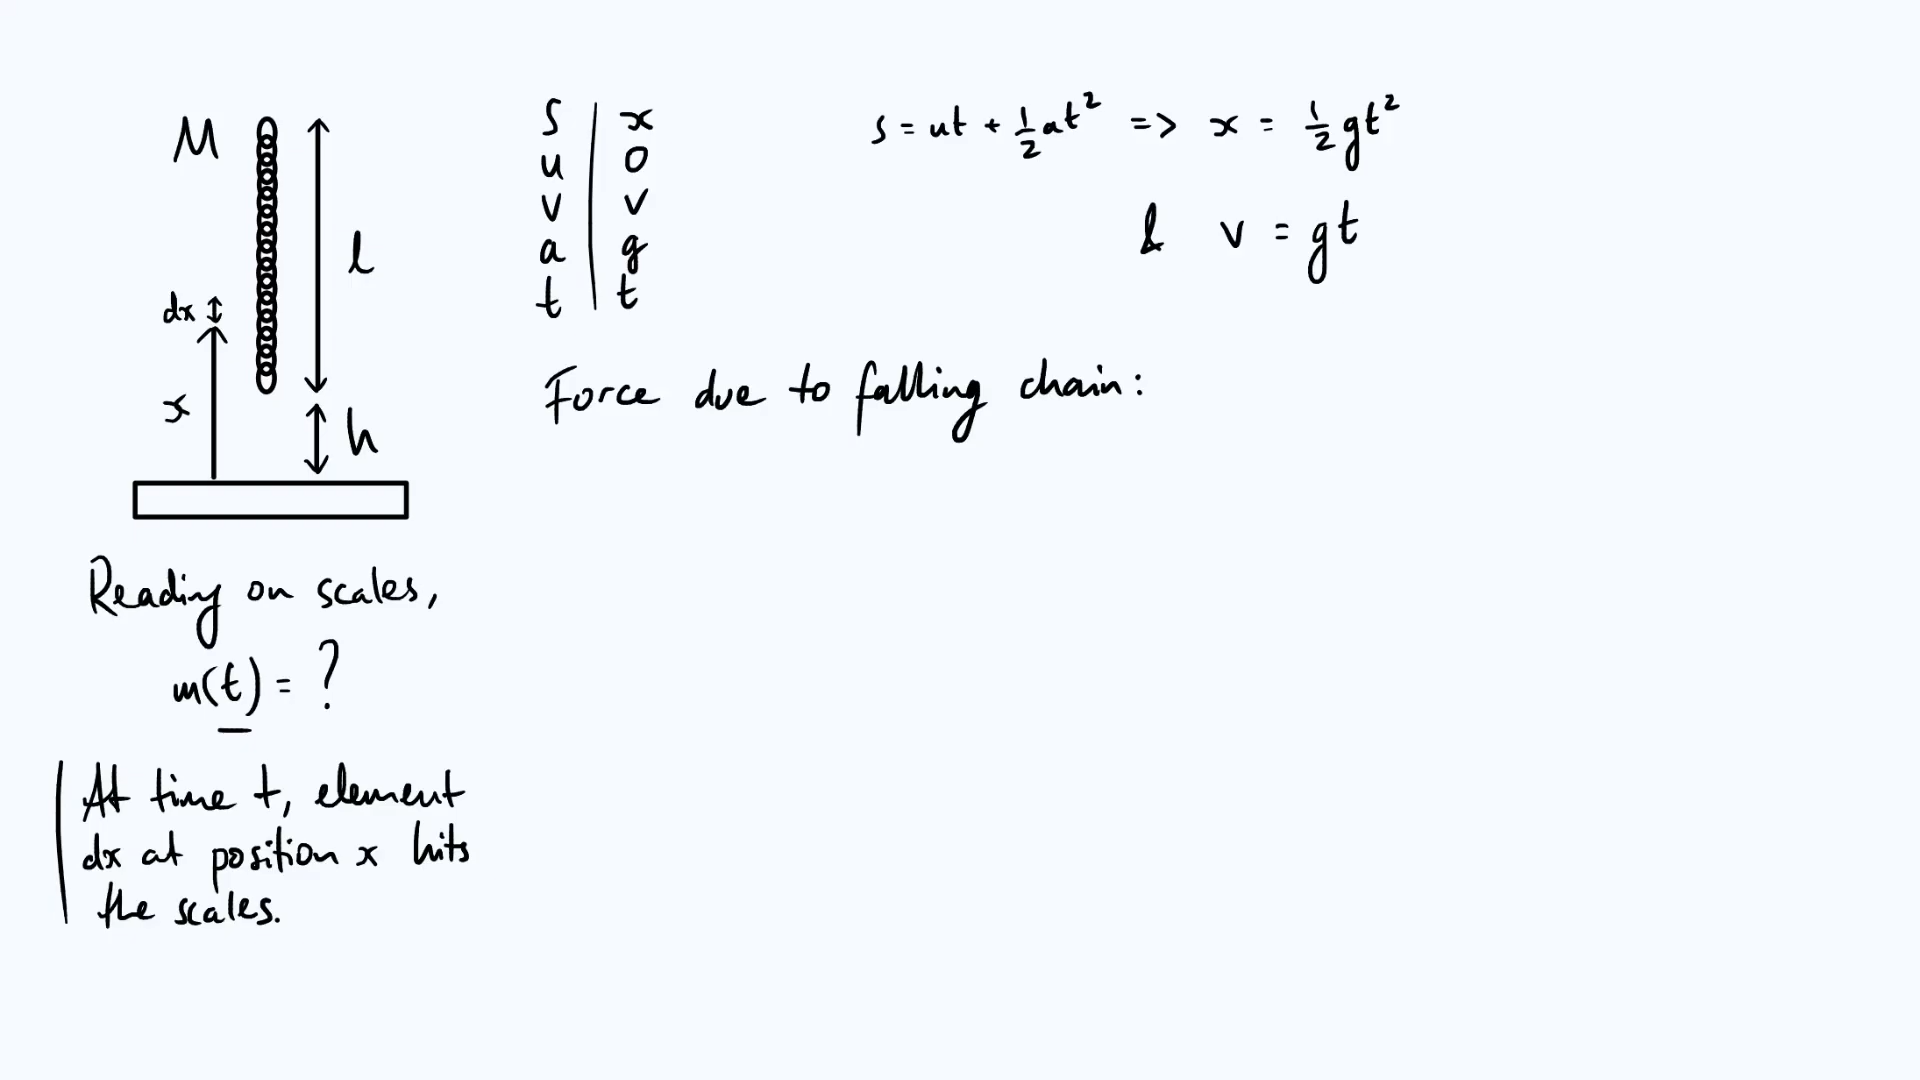 M
l
dx
x
h
Reading on scales,
m(t) = ?
At time t, element
dx at position x hits
the scales.
s | x
u | 0
v | v
a | g
t | t
s = ut + ½at² => x = ½gt²
& v = gt
Force due to falling chain: